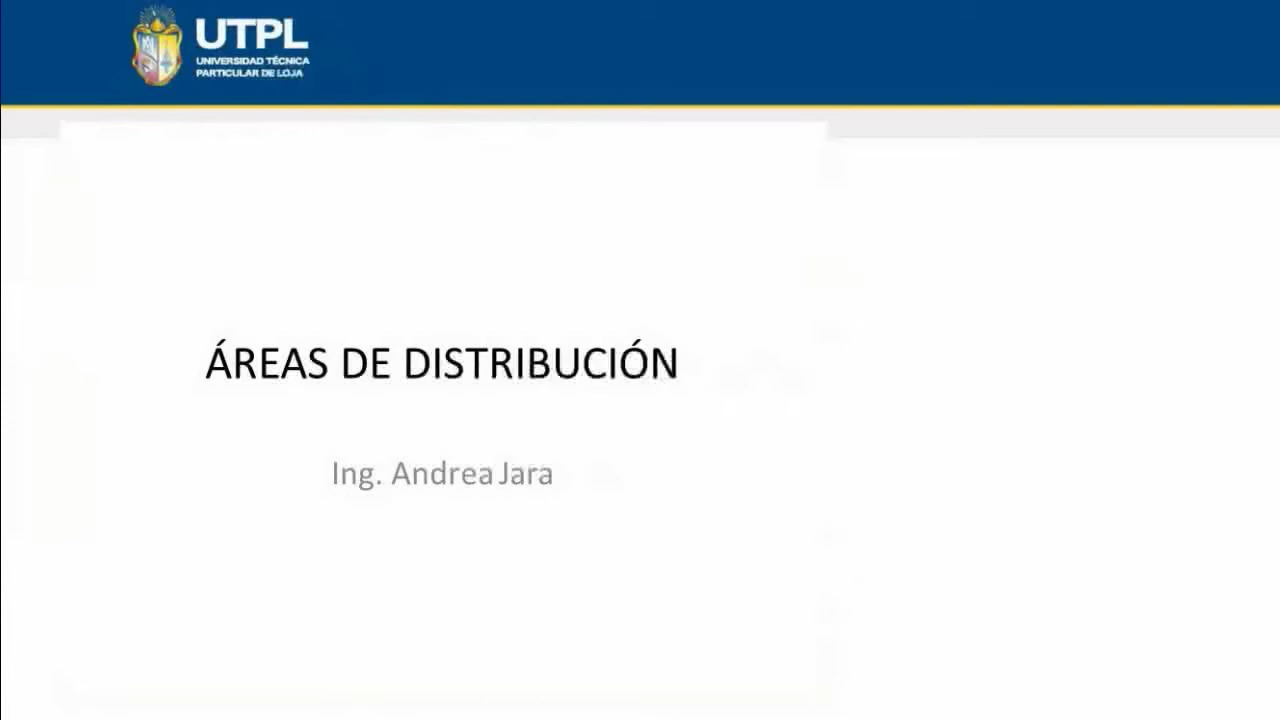 UTPL
UNIVERSIDAD TÉCNICA
PARTICULAR DE LOJA
ÁREAS DE DISTRIBUCIÓN
Ing. Andrea Jara